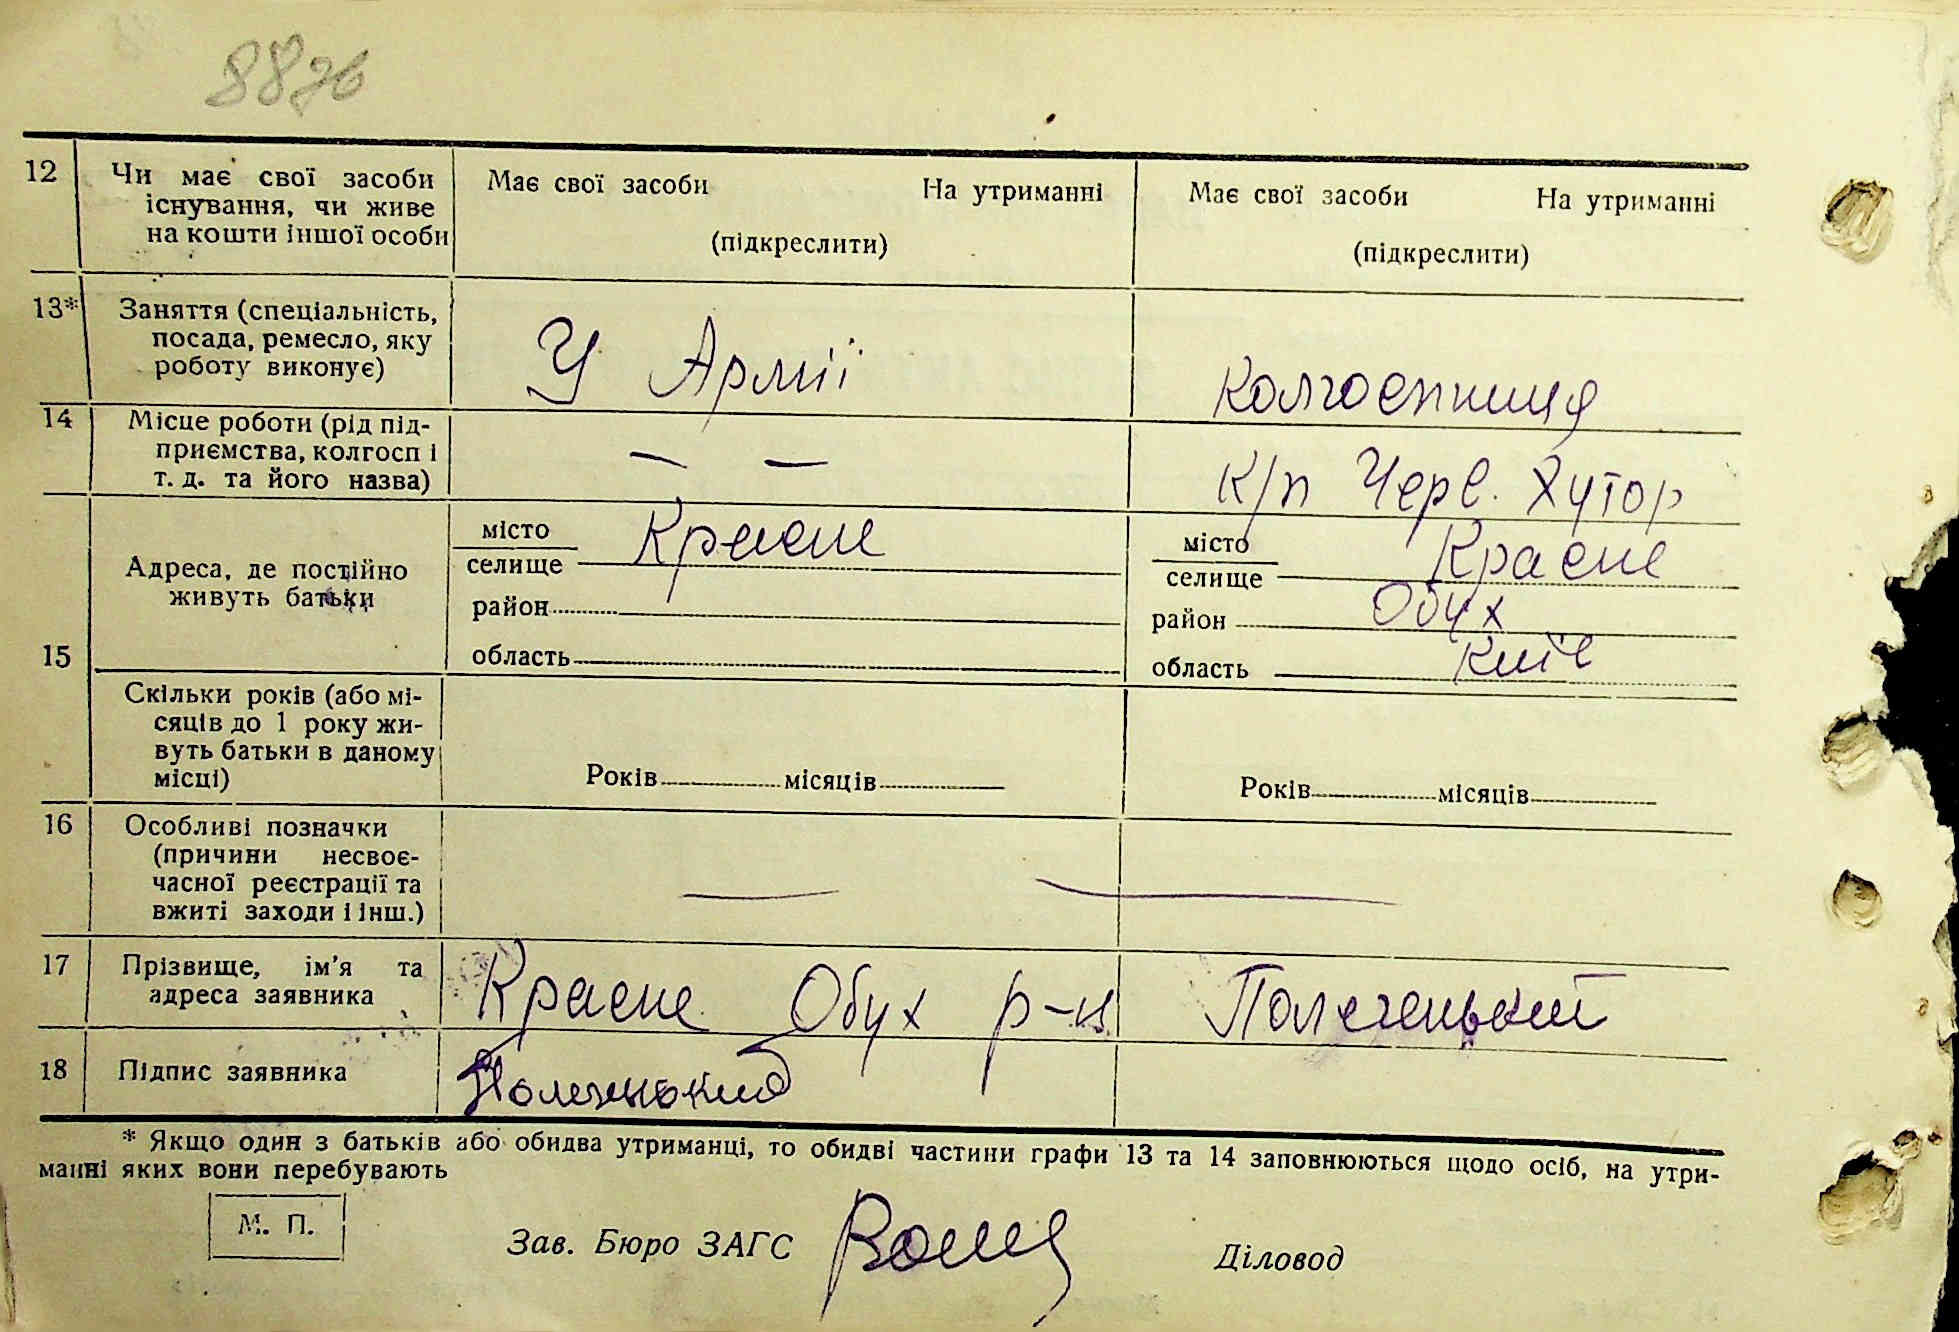 88зв
12 Чи має свої засоби існування, чи живе на кошти іншої особи
Має свої засоби На утриманні
(підкреслити)
Має свої засоби На утриманні
(підкреслити)
13* Заняття (спеціальність, посада, ремесло, яку роботу виконує)
У Армії
колгоспниця
14 Місце роботи (рід підприємства, колгосп і т. д. та його назва)
— —
к/п Черв. Хутор
15
Адреса, де постійно живуть батьки
місто
селище Красне
район
область
місто
селище Красне
район Обух
область Київ
Скільки років (або місяців до 1 року живуть батьки в даному місці)
Років місяців
Років місяців
16 Особливі позначки (причини несвоєчасної реєстрації та вжиті заходи і інш.)
— —
17 Прізвище, ім'я та адреса заявника
Красне Обух р-н
18 Підпис заявника
* Якщо один з батьків або обидва утриманці, то обидві частини графи 13 та 14 заповнюються щодо осіб, на утри-
манні яких вони перебувають
М. П.
Зав. Бюро ЗАГС
Діловод